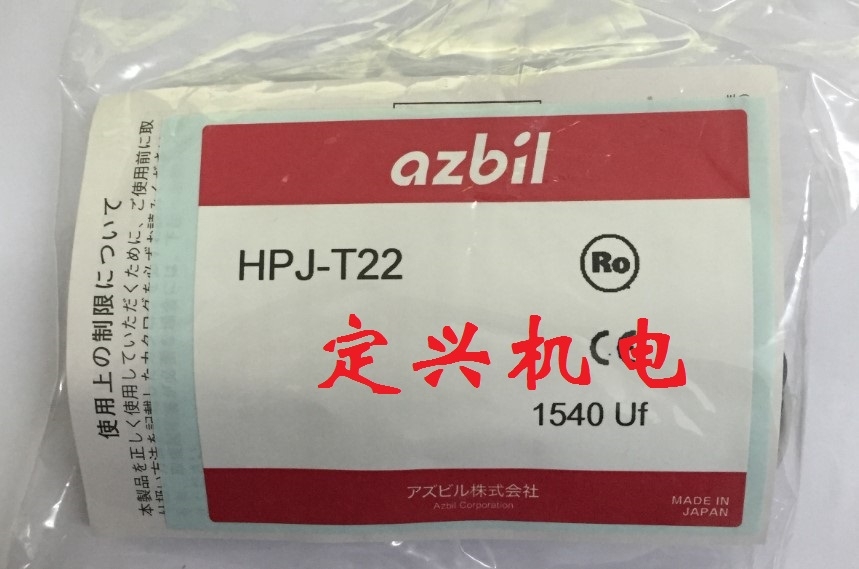 azbil
HPJ-T22
Ro
CE
定兴机电
1540 Uf
アズビル株式会社
Azbil Corporation
MADE IN
JAPAN
使用上の制限について
本製品を正しく使用していただくために、ご使用前に取